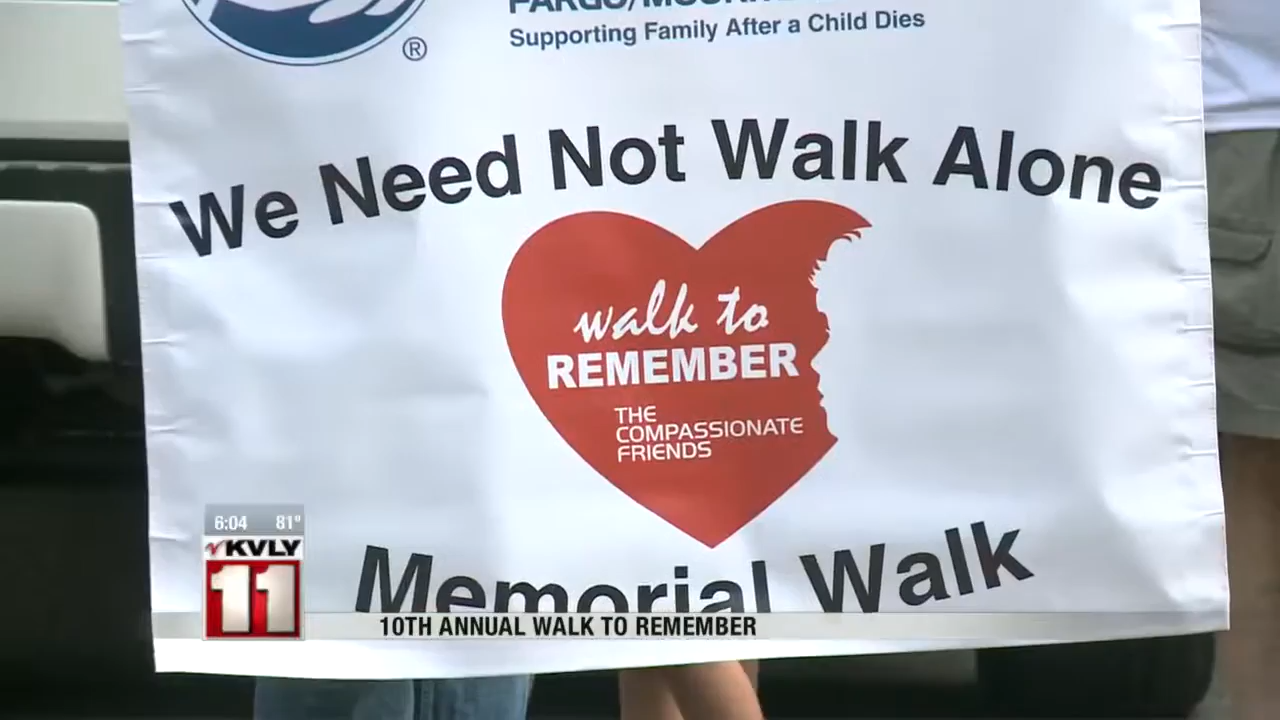 Supporting Family After a Child Dies
®
We Need Not Walk Alone
walk to
REMEMBER
THE
COMPASSIONATE
FRIENDS
Memorial Walk
6:04 81°
KVLY
11
10TH ANNUAL WALK TO REMEMBER